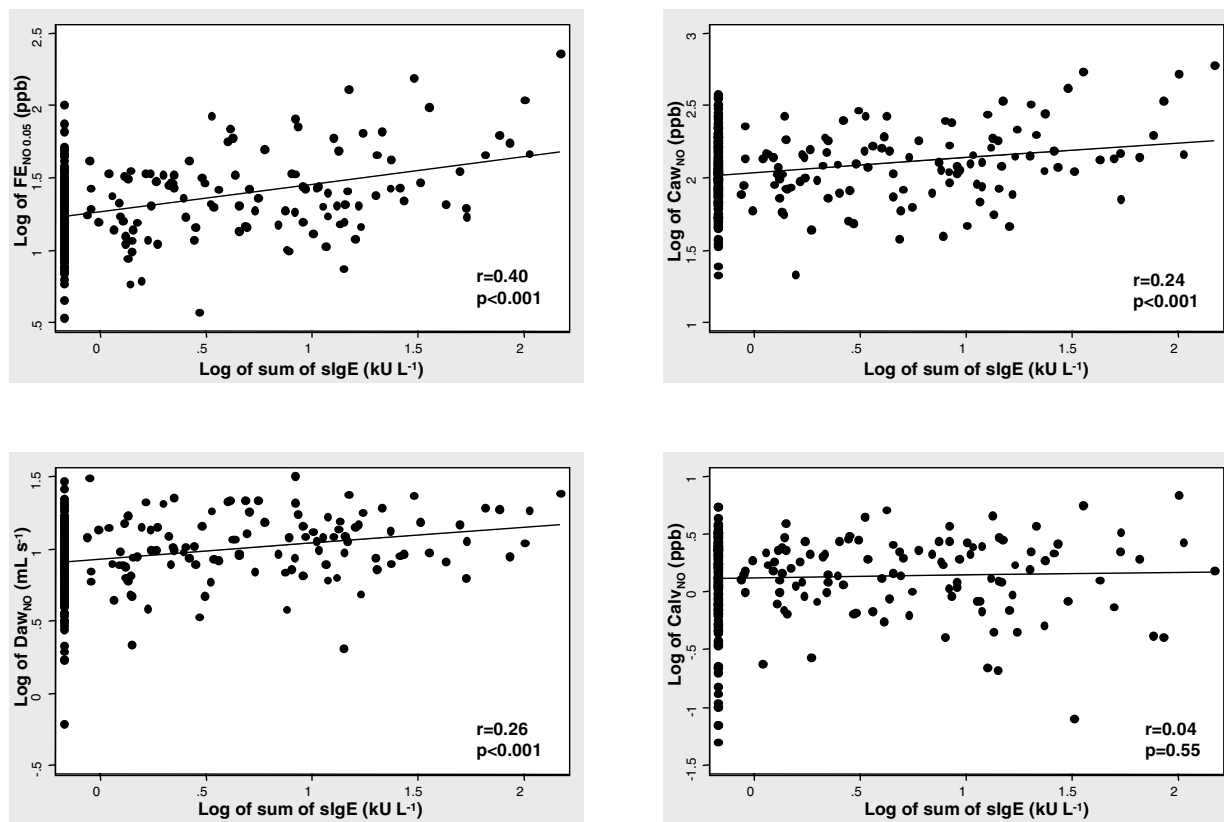 Log of FE NO 0.05 (ppb)
2.5
2
1.5
1
.5
r=0.40
p<0.001
0
.5
1
1.5
2
Log of sum of sIgE (kU L-1)
Log of CawNO (ppb)
3
2.5
2
1.5
1
r=0.24
p<0.001
0
.5
1
1.5
2
Log of sum of sIgE (kU L-1)
Log of DawNO (mL s-1)
1.5
1
.5
0
-.5
r=0.26
p<0.001
0
.5
1
1.5
2
Log of sum of sIgE (kU L-1)
Log of CalvNO (ppb)
1
.5
0
-.5
-1
-1.5
r=0.04
p=0.55
0
.5
1
1.5
2
Log of sum of sIgE (kU L-1)